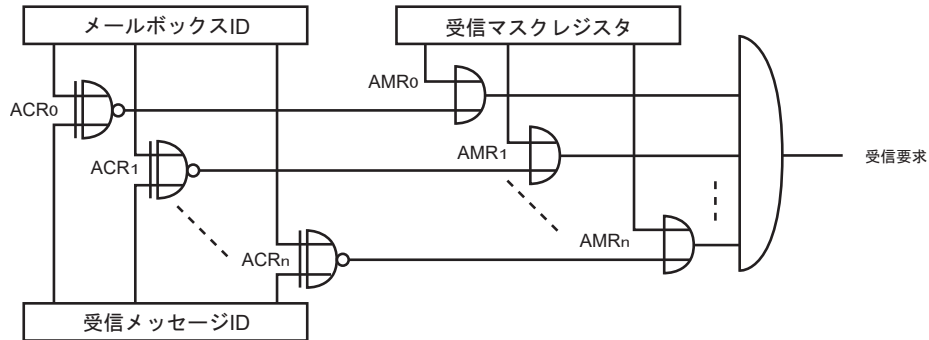 メールボックスID
受信マスクレジスタ
AMR0
ACR0
AMR1
受信要求
ACR1
AMRn
ACRn
受信メッセージID